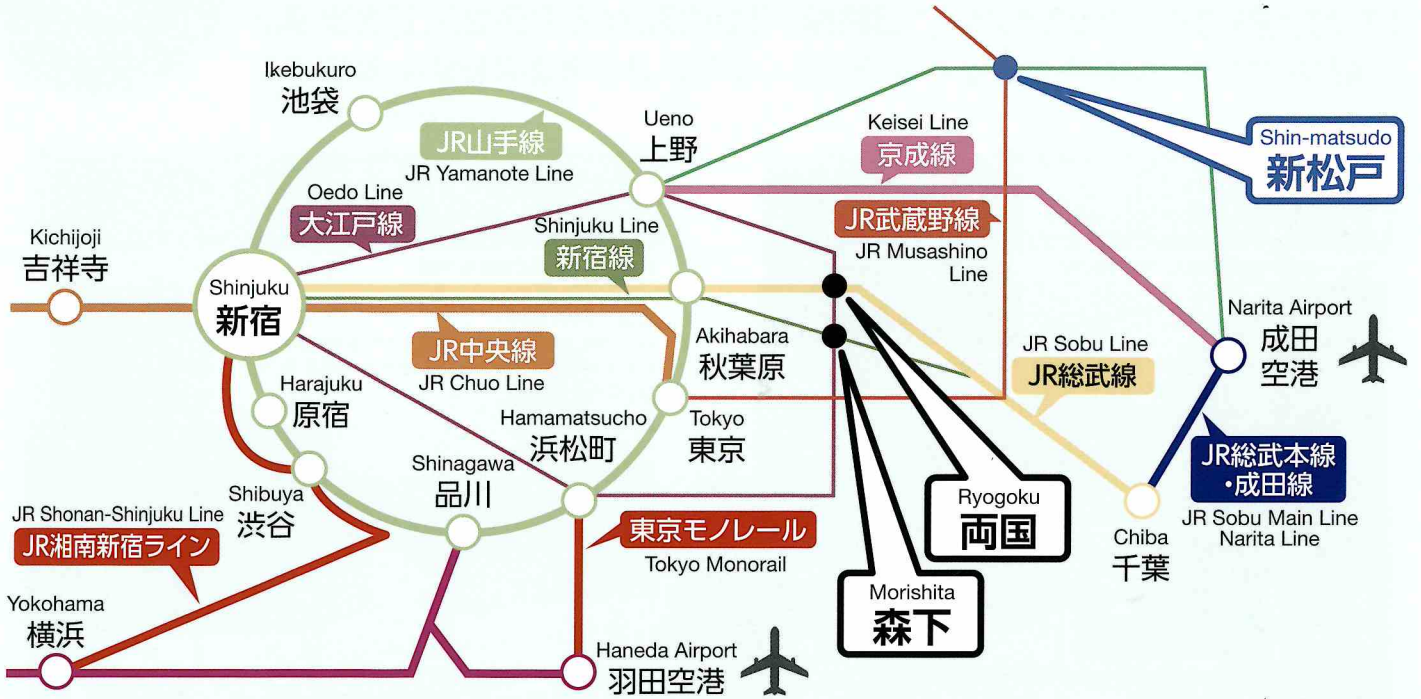 Ikebukuro
池袋
JR山手線
JR Yamanote Line
Ueno
上野
Keisei Line
京成線
Shin-matsudo
新松戸
Oedo Line
大江戸線
Shinjuku Line
新宿線
JR武蔵野線
JR Musashino
Line
Kichijoji
吉祥寺
Shinjuku
新宿
JR中央線
JR Chuo Line
Akihabara
秋葉原
JR Sobu Line
JR総武線
Narita Airport
成田
空港
Harajuku
原宿
Hamamatsucho
浜松町
Tokyo
東京
Shinagawa
品川
Shibuya
渋谷
JR Shonan-Shinjuku Line
JR湘南新宿ライン
東京モノレール
Tokyo Monorail
Ryogoku
両国
JR総武本線
・成田線
JR Sobu Main Line
Narita Line
Chiba
千葉
Morishita
森下
Yokohama
横浜
Haneda Airport
羽田空港